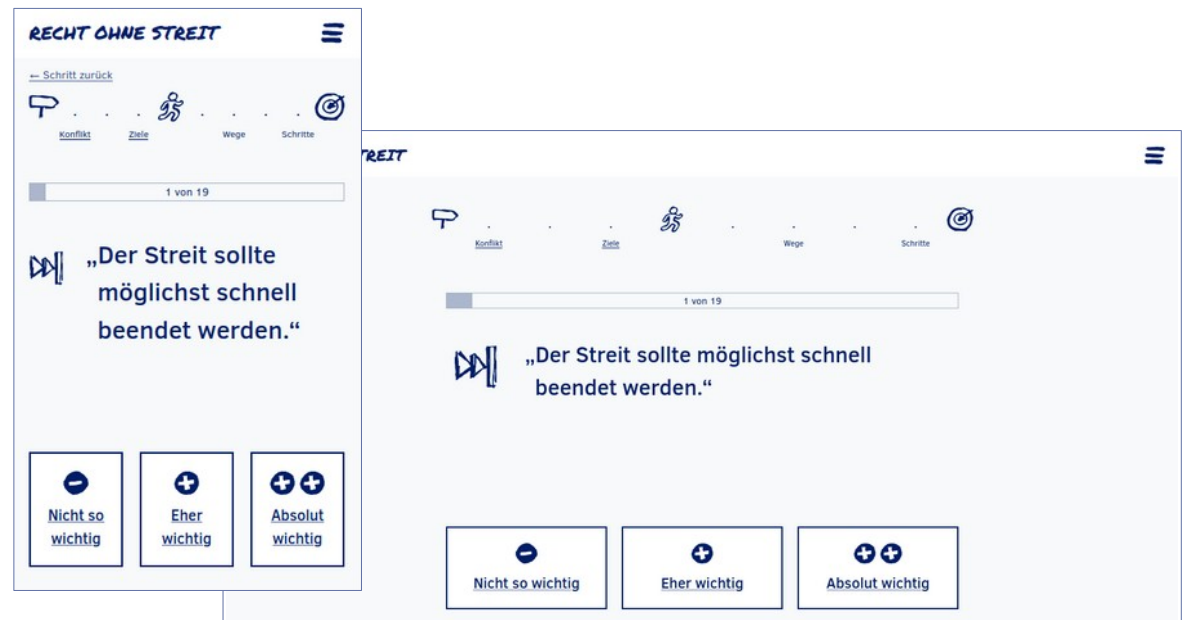 RECHT OHNE STREIT
← Schritt zurück
Konflikt Ziele Wege Schritte
1 von 19
„Der Streit sollte
möglichst schnell
beendet werden.“
Nicht so
wichtig
Eher
wichtig
Absolut
wichtig
TREIT
Konflikt Ziele Wege Schritte
1 von 19
„Der Streit sollte möglichst schnell
beendet werden.“
Nicht so wichtig
Eher wichtig
Absolut wichtig